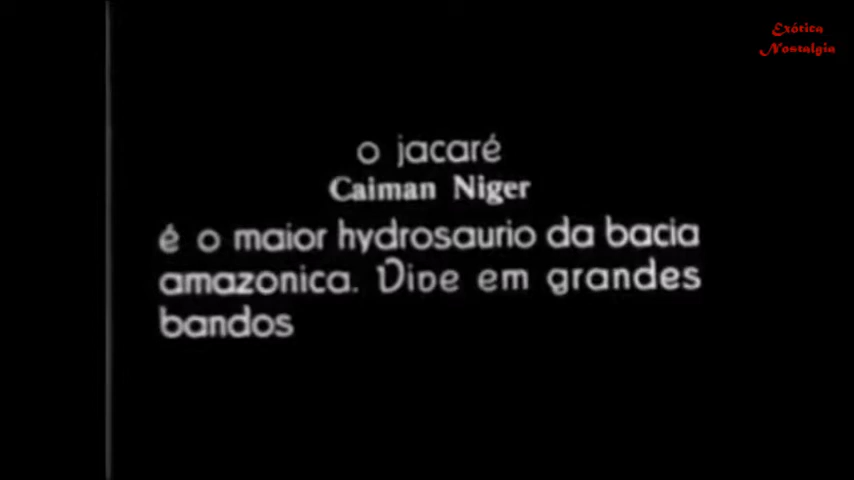 Exótica
Nostalgia
o jacaré
Caiman Niger
é o maior hydrosaurio da bacia
amazonica. Vive em grandes
bandos